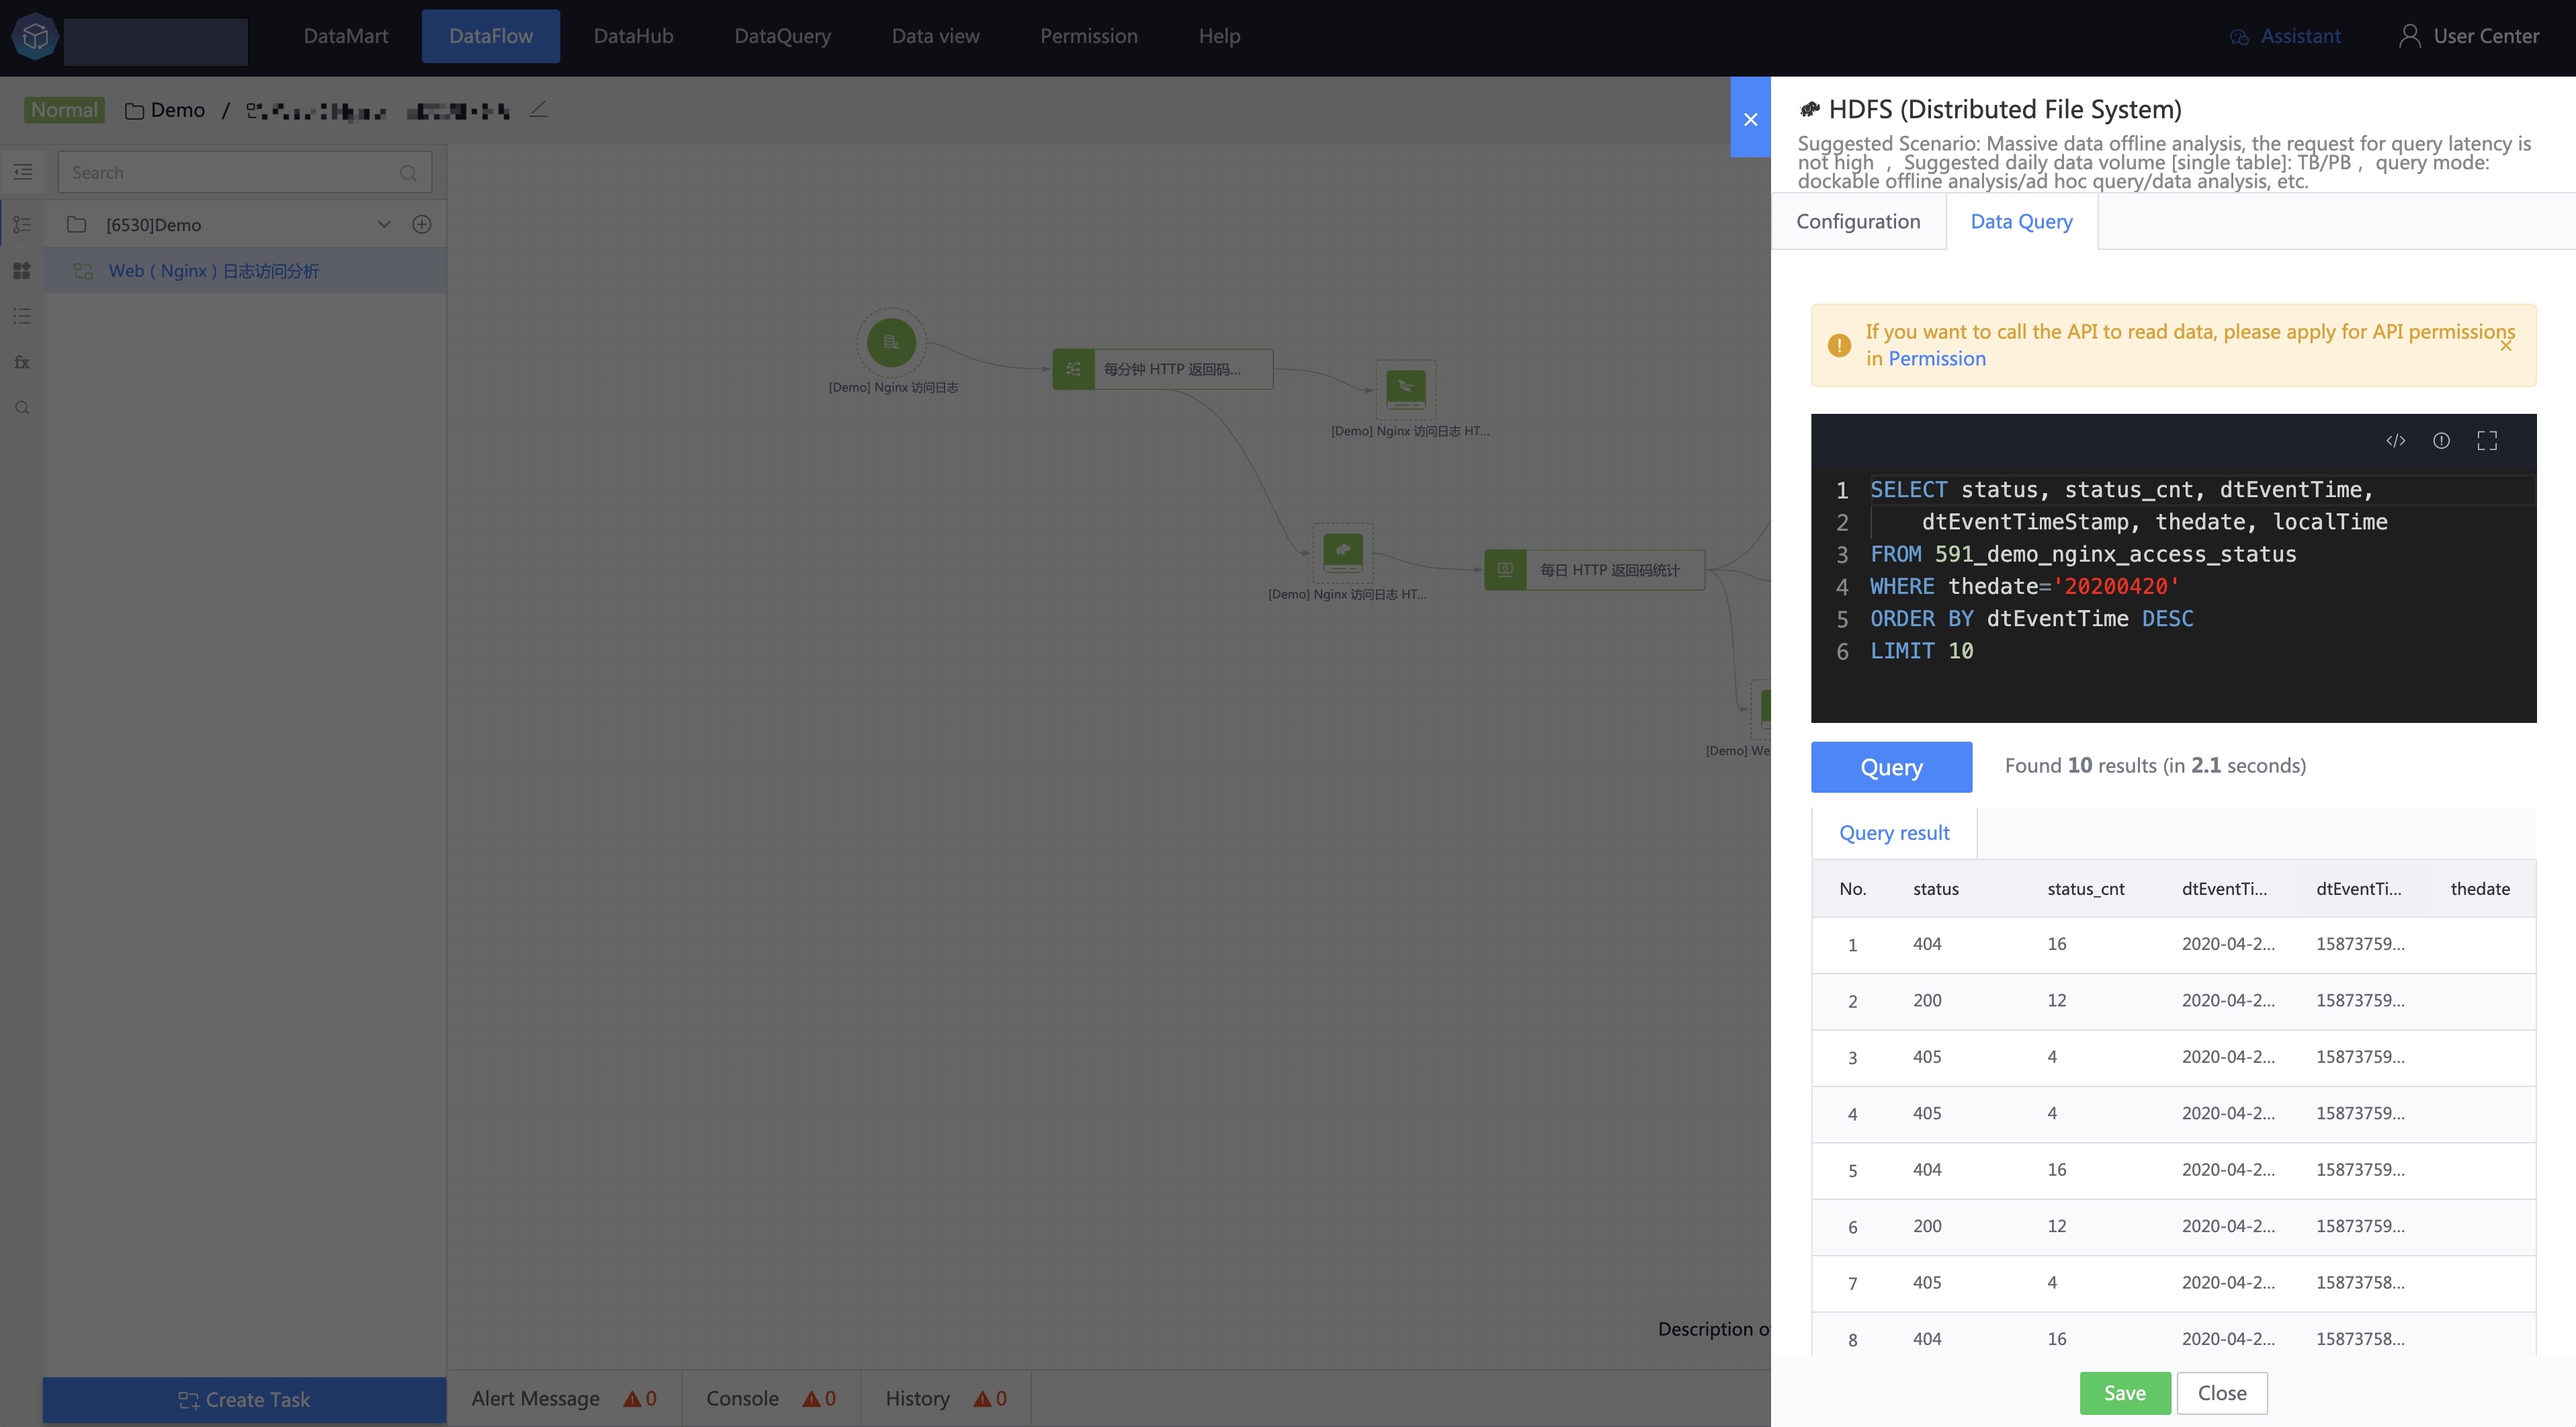 DataMart
DataFlow
DataHub
DataQuery
Data view
Permission
Help
Assistant
User Center
Normal
Demo /
Search
[6530]Demo
Web（Nginx）日志访问分析
Create Task
[Demo] Nginx 访问日志
每分钟 HTTP 返回码...
[Demo] Nginx 访问日志 HT...
[Demo] Nginx 访问日志 HT...
每日 HTTP 返回码统计
[Demo] We
Description o
Alert Message 0
Console 0
History 0
HDFS (Distributed File System)
Suggested Scenario: Massive data offline analysis, the request for query latency is
not high ，Suggested daily data volume [single table]: TB/PB，query mode:
dockable offline analysis/ad hoc query/data analysis, etc.
Configuration
Data Query
If you want to call the API to read data, please apply for API permissions
in Permission
1 SELECT status, status_cnt, dtEventTime,
2 dtEventTimeStamp, thedate, localTime
3 FROM 591_demo_nginx_access_status
4 WHERE thedate='20200420'
5 ORDER BY dtEventTime DESC
6 LIMIT 10
Query
Found 10 results (in 2.1 seconds)
Query result
No. status status_cnt dtEventTi... dtEventTi... thedate
1 404 16 2020-04-2... 15873759...
2 200 12 2020-04-2... 15873759...
3 405 4 2020-04-2... 15873759...
4 405 4 2020-04-2... 15873759...
5 404 16 2020-04-2... 15873759...
6 200 12 2020-04-2... 15873759...
7 405 4 2020-04-2... 15873758...
8 404 16 2020-04-2... 15873758...
Save
Close